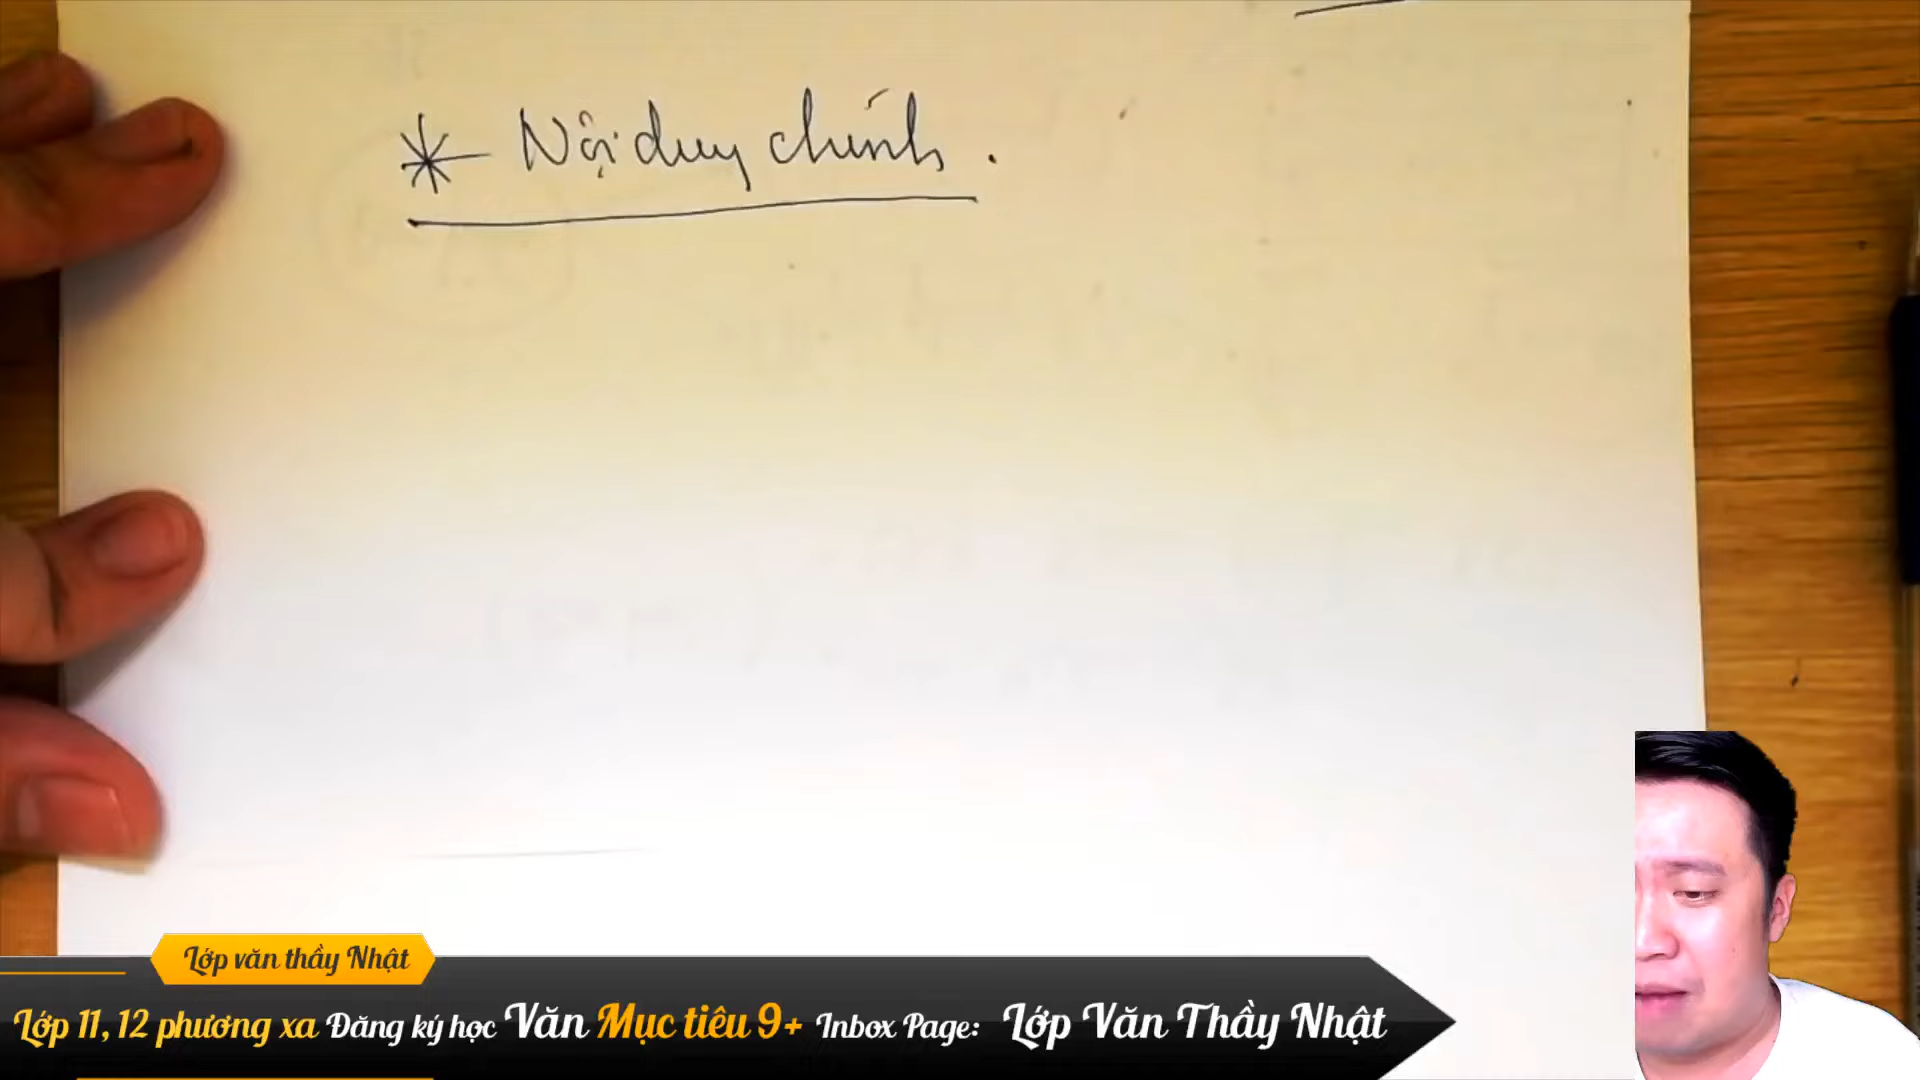 * Nội dung chính.
Lớp văn thầy Nhật
Lớp 11, 12 phương xa Đăng ký học Văn Mục tiêu 9+ Inbox Page: Lớp Văn Thầy Nhật